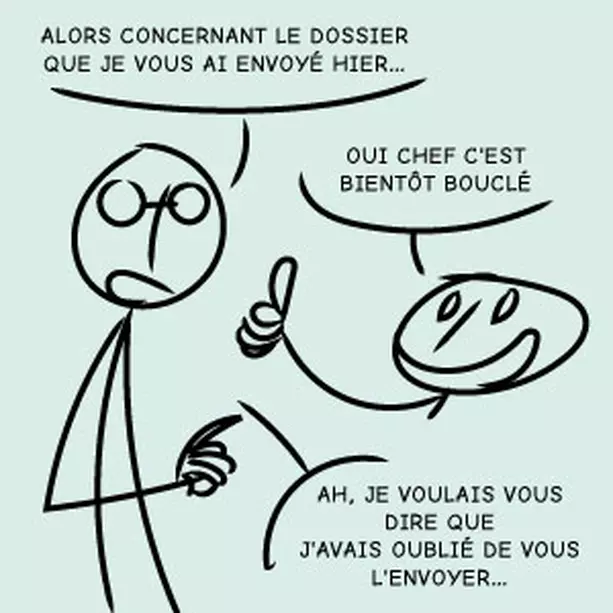 ALORS CONCERNANT LE DOSSIER
QUE JE VOUS AI ENVOYÉ HIER...
OUI CHEF C'EST
BIENTÔT BOUCLÉ
AH, JE VOULAIS VOUS
DIRE QUE
J'AVAIS OUBLIÉ DE VOUS
L'ENVOYER...